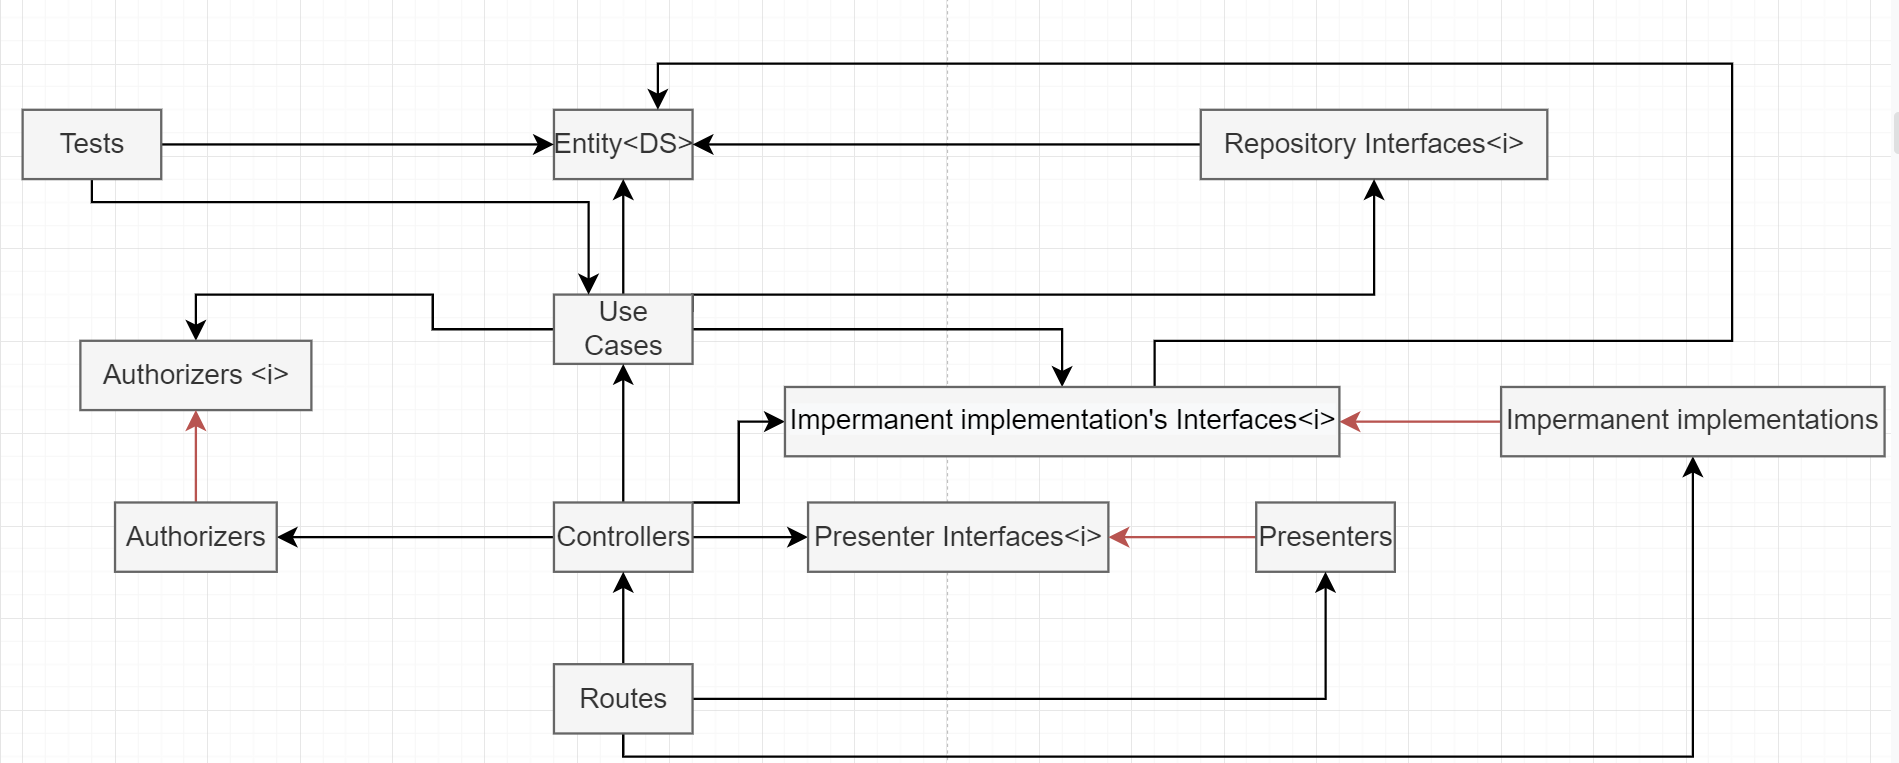 Tests
Entity<DS>
Repository Interfaces<i>
Use
Cases
Authorizers <i>
Impermanent implementation's Interfaces<i>
Impermanent implementations
Authorizers
Controllers
Presenter Interfaces<i>
Presenters
Routes